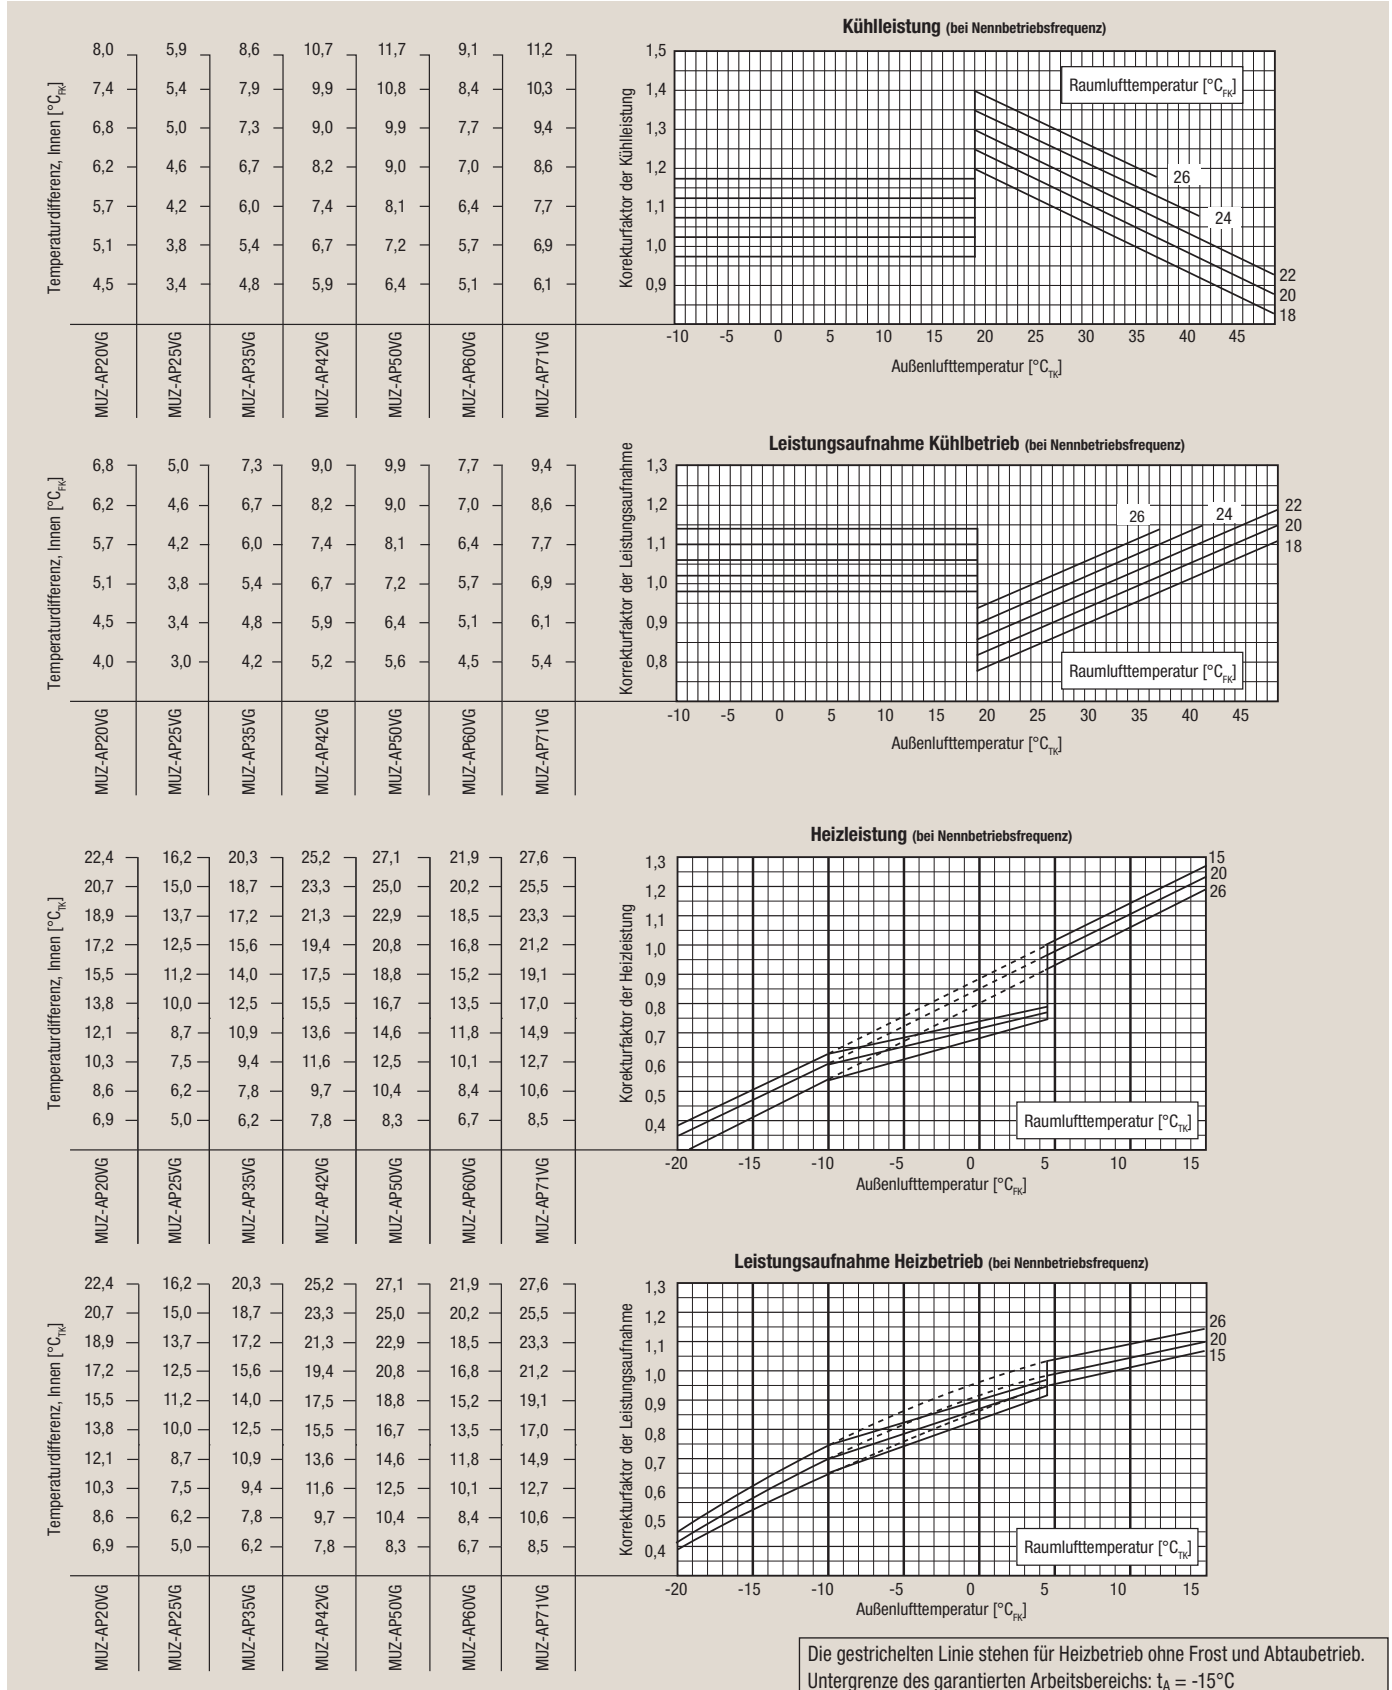 Kühlleistung (bei Nennbetriebsfrequenz)
Temperaturdifferenz, Innen [°C_FK]
8,0 5,9 8,6 10,7 11,7 9,1 11,2
7,4 5,4 7,9 9,9 10,8 8,4 10,3
6,8 5,0 7,3 9,0 9,9 7,7 9,4
6,2 4,6 6,7 8,2 9,0 7,0 8,6
5,7 4,2 6,0 7,4 8,1 6,4 7,7
5,1 3,8 5,4 6,7 7,2 5,7 6,9
4,5 3,4 4,8 5,9 6,4 5,1 6,1
MUZ-AP20VG MUZ-AP25VG MUZ-AP35VG MUZ-AP42VG MUZ-AP50VG MUZ-AP60VG MUZ-AP71VG
Korekturfaktor der Kühlleistung
1,5
1,4
1,3
1,2
1,1
1,0
0,9
Raumlufttemperatur [°C_FK]
26
24
22
20
18
-10 -5 0 5 10 15 20 25 30 35 40 45
Außenlufttemperatur [°C_TK]
Leistungsaufnahme Kühlbetrieb (bei Nennbetriebsfrequenz)
Temperaturdifferenz, Innen [°C_FK]
6,8 5,0 7,3 9,0 9,9 7,7 9,4
6,2 4,6 6,7 8,2 9,0 7,0 8,6
5,7 4,2 6,0 7,4 8,1 6,4 7,7
5,1 3,8 5,4 6,7 7,2 5,7 6,9
4,5 3,4 4,8 5,9 6,4 5,1 6,1
4,0 3,0 4,2 5,2 5,6 4,5 5,4
MUZ-AP20VG MUZ-AP25VG MUZ-AP35VG MUZ-AP42VG MUZ-AP50VG MUZ-AP60VG MUZ-AP71VG
Korrekturfaktor der Leistungsaufnahme
1,3
1,2
1,1
1,0
0,9
0,8
26
24
22
20
18
Raumlufttemperatur [°C_FK]
-10 -5 0 5 10 15 20 25 30 35 40 45
Außenlufttemperatur [°C_TK]
Heizleistung (bei Nennbetriebsfrequenz)
Temperaturdifferenz, Innen [°C_TK]
22,4 16,2 20,3 25,2 27,1 21,9 27,6
20,7 15,0 18,7 23,3 25,0 20,2 25,5
18,9 13,7 17,2 21,3 22,9 18,5 23,3
17,2 12,5 15,6 19,4 20,8 16,8 21,2
15,5 11,2 14,0 17,5 18,8 15,2 19,1
13,8 10,0 12,5 15,5 16,7 13,5 17,0
12,1 8,7 10,9 13,6 14,6 11,8 14,9
10,3 7,5 9,4 11,6 12,5 10,1 12,7
8,6 6,2 7,8 9,7 10,4 8,4 10,6
6,9 5,0 6,2 7,8 8,3 6,7 8,5
MUZ-AP20VG MUZ-AP25VG MUZ-AP35VG MUZ-AP42VG MUZ-AP50VG MUZ-AP60VG MUZ-AP71VG
Korekturfaktor der Heizleistung
1,3
1,2
1,1
1,0
0,9
0,8
0,7
0,6
0,5
0,4
15
20
26
Raumlufttemperatur [°C_TK]
-20 -15 -10 -5 0 5 10 15
Außenlufttemperatur [°C_FK]
Leistungsaufnahme Heizbetrieb (bei Nennbetriebsfrequenz)
Temperaturdifferenz, Innen [°C_TK]
22,4 16,2 20,3 25,2 27,1 21,9 27,6
20,7 15,0 18,7 23,3 25,0 20,2 25,5
18,9 13,7 17,2 21,3 22,9 18,5 23,3
17,2 12,5 15,6 19,4 20,8 16,8 21,2
15,5 11,2 14,0 17,5 18,8 15,2 19,1
13,8 10,0 12,5 15,5 16,7 13,5 17,0
12,1 8,7 10,9 13,6 14,6 11,8 14,9
10,3 7,5 9,4 11,6 12,5 10,1 12,7
8,6 6,2 7,8 9,7 10,4 8,4 10,6
6,9 5,0 6,2 7,8 8,3 6,7 8,5
MUZ-AP20VG MUZ-AP25VG MUZ-AP35VG MUZ-AP42VG MUZ-AP50VG MUZ-AP60VG MUZ-AP71VG
Korrekturfaktor der Leistungsaufnahme
1,3
1,2
1,1
1,0
0,9
0,8
0,7
0,6
0,5
0,4
26
20
15
Raumlufttemperatur [°C_TK]
-20 -15 -10 -5 0 5 10 15
Außenlufttemperatur [°C_FK]
Die gestrichelten Linie stehen für Heizbetrieb ohne Frost und Abtaubetrieb.
Untergrenze des garantierten Arbeitsbereichs: t_A = -15°C